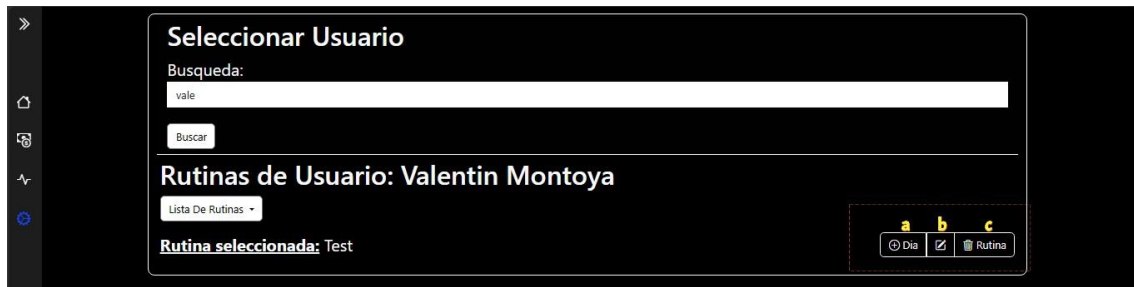 Seleccionar Usuario
Busqueda:
vale
Buscar
Rutinas de Usuario: Valentin Montoya
Lista De Rutinas
Rutina seleccionada: Test
a b c
Dia Rutina